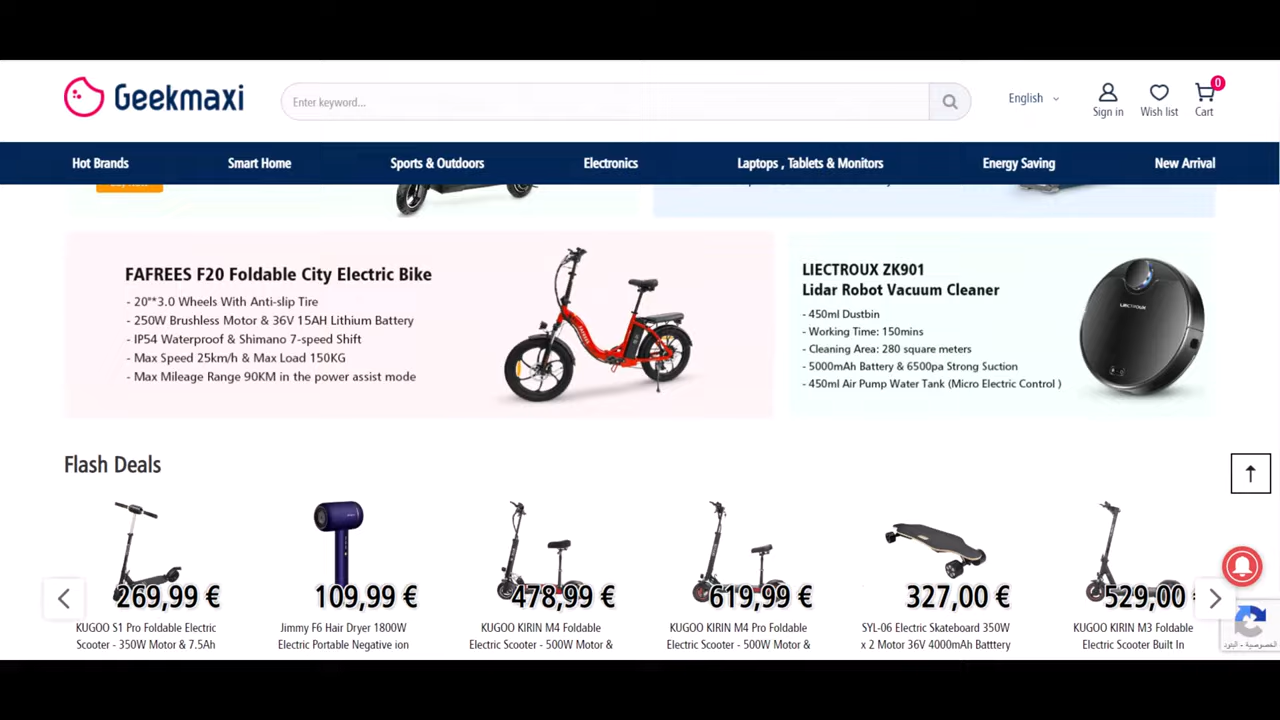 Geekmaxi
Enter keyword...
English
Sign in
Wish list
0
Cart
Hot Brands
Smart Home
Sports & Outdoors
Electronics
Laptops , Tablets & Monitors
Energy Saving
New Arrival
FAFREES F20 Foldable City Electric Bike
- 20**3.0 Wheels With Anti-slip Tire
- 250W Brushless Motor & 36V 15AH Lithium Battery
- IP54 Waterproof & Shimano 7-speed Shift
- Max Speed 25km/h & Max Load 150KG
- Max Mileage Range 90KM in the power assist mode
LIECTROUX ZK901
Lidar Robot Vacuum Cleaner
- 450ml Dustbin
- Working Time: 150mins
- Cleaning Area: 280 square meters
- 5000mAh Battery & 6500pa Strong Suction
- 450ml Air Pump Water Tank (Micro Electric Control )
LIECTROUX
Flash Deals
269,99 €
KUGOO S1 Pro Foldable Electric
Scooter - 350W Motor & 7.5Ah
109,99 €
Jimmy F6 Hair Dryer 1800W
Electric Portable Negative ion
478,99 €
KUGOO KIRIN M4 Foldable
Electric Scooter - 500W Motor &
619,99 €
KUGOO KIRIN M4 Pro Foldable
Electric Scooter - 500W Motor &
327,00 €
SYL-06 Electric Skateboard 350W
x 2 Motor 36V 4000mAh Batttery
529,00
KUGOO KIRIN M3 Foldable
Electric Scooter Built In
الخصوصية - البنود